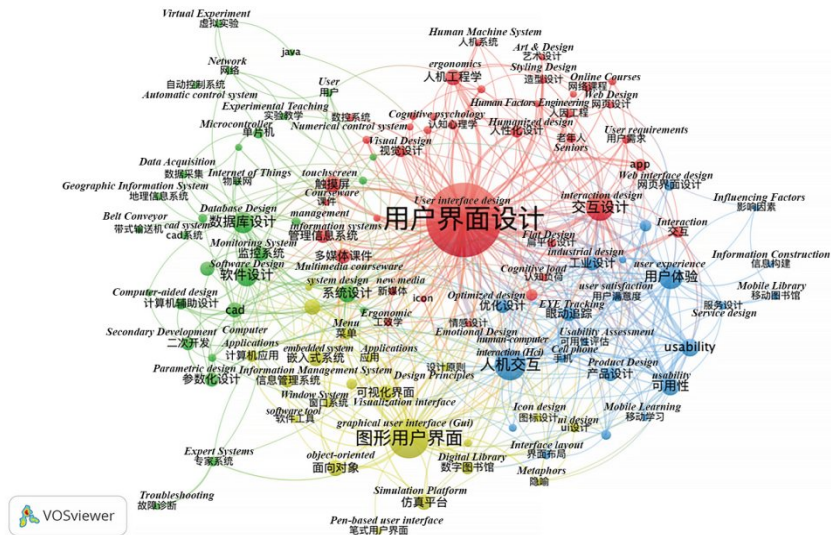 Virtual Experiment
虚拟实验
java
Network
网络
自动控制系统
Automatic control system
User
用户
Experimental Teaching
实验教学
数控系统
Numerical control system
Microcontroller
单片机
Data Acquisition
数据采集
Internet of Things
物联网
Geographic Information System
地理信息系统
Database Design
数据库设计
Belt Conveyor
带式输送机
cad system
cad系统
Monitoring System
监控系统
Software Design
软件设计
Computer-aided design
计算机辅助设计
cad
Secondary Development
二次开发
Computer
Applications
计算机应用
Parametric design
参数化设计
Expert Systems
专家系统
Troubleshooting
故障诊断
Human Machine System
人机系统
ergonomics
人机工程学
Art & Design
艺术设计
Styling Design
造型设计
Online Courses
网络课程
Web Design
网页设计
Human Factors Engineering
人因工程
Cognitive psychology
认知心理学
Humanized design
人性化设计
Visual Design
视觉设计
老年人
Seniors
User requirements
用户需求
app
Web interface design
网页界面设计
touchscreen
触摸屏
Courseware
课件
User interface design
用户界面设计
interaction design
交互设计
Influencing Factors
影响因素
management
information systems
管理信息系统
Interaction
交互
Flat Design
扁平化设计
多媒体课件
Multimedia courseware
industrial design
工业设计
user experience
用户体验
Information Construction
信息构建
system design
系统设计
new media
新媒体
icon
Cognitive load
认知负荷
user satisfaction
用户满意度
Mobile Library
移动图书馆
服务设计
Service design
Optimized design
优化设计
EYE Tracking
眼动追踪
Ergonomic
工效学
情感设计
Emotional Design
Usability Assessment
可用性评估
usability
Menu
菜单
human-computer
interaction (Hci)
人机交互
Cell phone
手机
embedded system
嵌入式系统
Applications
应用
设计原则
Design Principles
Product Design
产品设计
usability
可用性
Information Management System
信息管理系统
可视化界面
Visualization interface
Window System
窗口系统
software tool
软件工具
Icon design
图标设计
ui design
ui设计
Mobile Learning
移动学习
graphical user interface (Gui)
图形用户界面
Interface layout
界面布局
object-oriented
面向对象
Digital Library
数字图书馆
Metaphors
隐喻
Simulation Platform
仿真平台
Pen-based user interface
笔式用户界面
VOSviewer